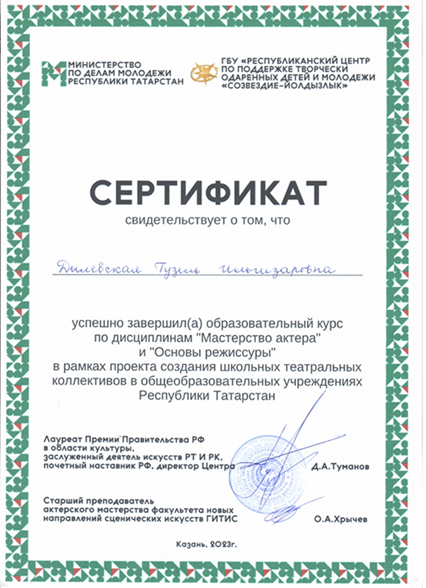 МИНИСТЕРСТВО
ПО ДЕЛАМ МОЛОДЕЖИ
РЕСПУБЛИКИ ТАТАРСТАН
ГБУ «РЕСПУБЛИКАНСКИЙ ЦЕНТР
ПО ПОДДЕРЖКЕ ТВОРЧЕСКИ
ОДАРЕННЫХ ДЕТЕЙ И МОЛОДЕЖИ
«СОЗВЕЗДИЕ-ЙОЛДЫЗЛЫК»
СЕРТИФИКАТ
свидетельствует о том, что
Дилевская Гузель Ильгизаровна
успешно завершил(а) образовательный курс
по дисциплинам "Мастерство актера"
и "Основы режиссуры"
в рамках проекта создания школьных театральных
коллективов в общеобразовательных учреждениях
Республики Татарстан
Лауреат Премии Правительства РФ
в области культуры,
заслуженный деятель искусств РТ И РК,
почетный наставник РФ, директор Центра
Д.А.Туманов
Старший преподаватель
актерского мастерства факультета новых
направлений сценических искусств ГИТИС
О.А.Хрычев
Казань, 2023г.